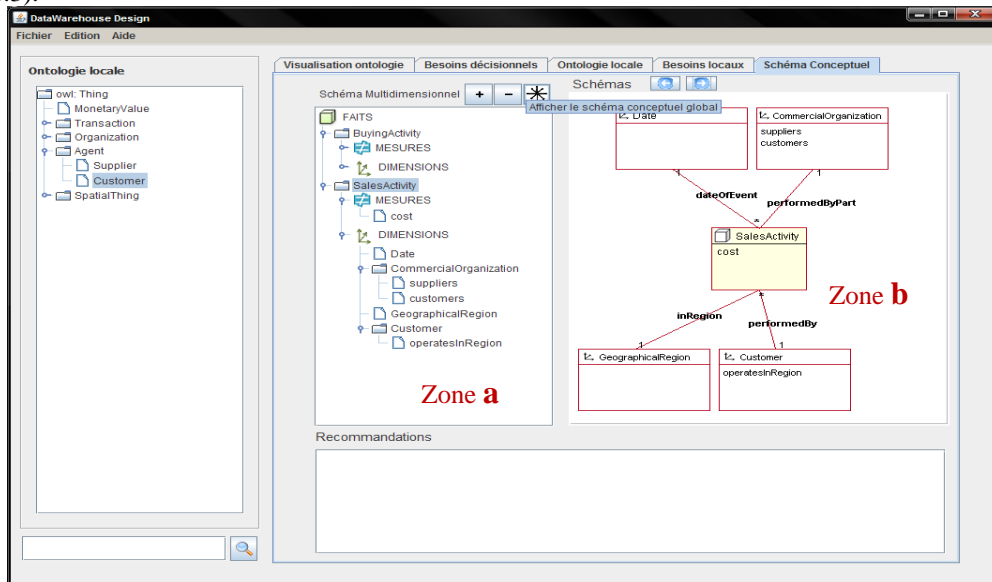 DataWarehouse Design
Fichier Edition Aide
Ontologie locale
owl: Thing
MonetaryValue
Transaction
Organization
Agent
Supplier
Customer
SpatialThing
Visualisation ontologie
Besoins décisionnels
Ontologie locale
Besoins locaux
Schéma Conceptuel
Schéma Multidimensionnel + -
Schémas
Afficher le schéma conceptuel global
FAITS
BuyingActivity
MESURES
DIMENSIONS
SalesActivity
MESURES
cost
DIMENSIONS
Date
CommercialOrganization
suppliers
customers
GeographicalRegion
Customer
operatesInRegion
Zone a
Date
CommercialOrganization
suppliers
customers
1
1
dateOfEvent
performedByPart
*
SalesActivity
cost
Zone b
*
inRegion
performedBy
1
1
GeographicalRegion
Customer
operatesInRegion
Recommandations